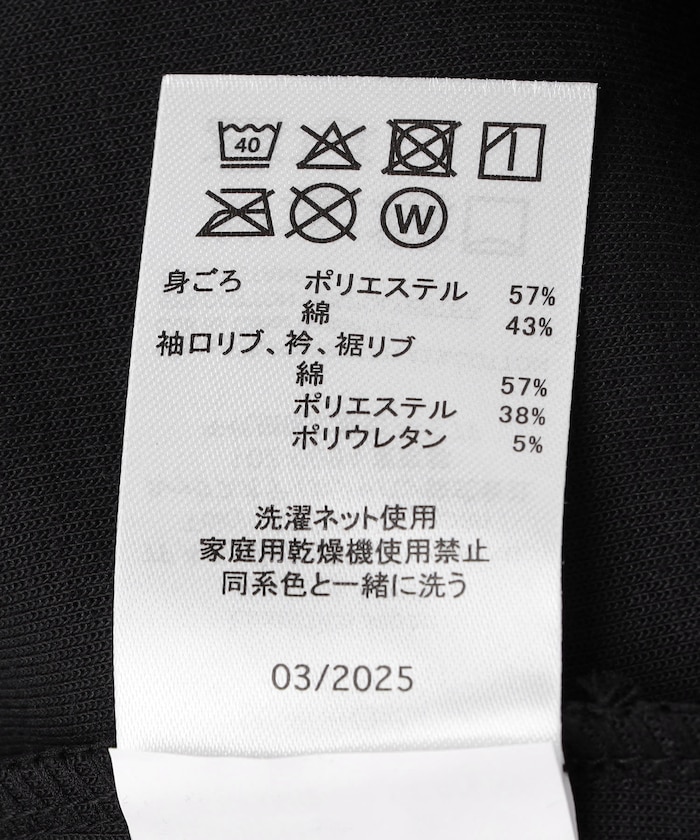 40
W
身ごろ ポリエステル 57%
綿 43%
袖口リブ、衿、裾リブ
綿 57%
ポリエステル 38%
ポリウレタン 5%
洗濯ネット使用
家庭用乾燥機使用禁止
同系色と一緒に洗う
03/2025